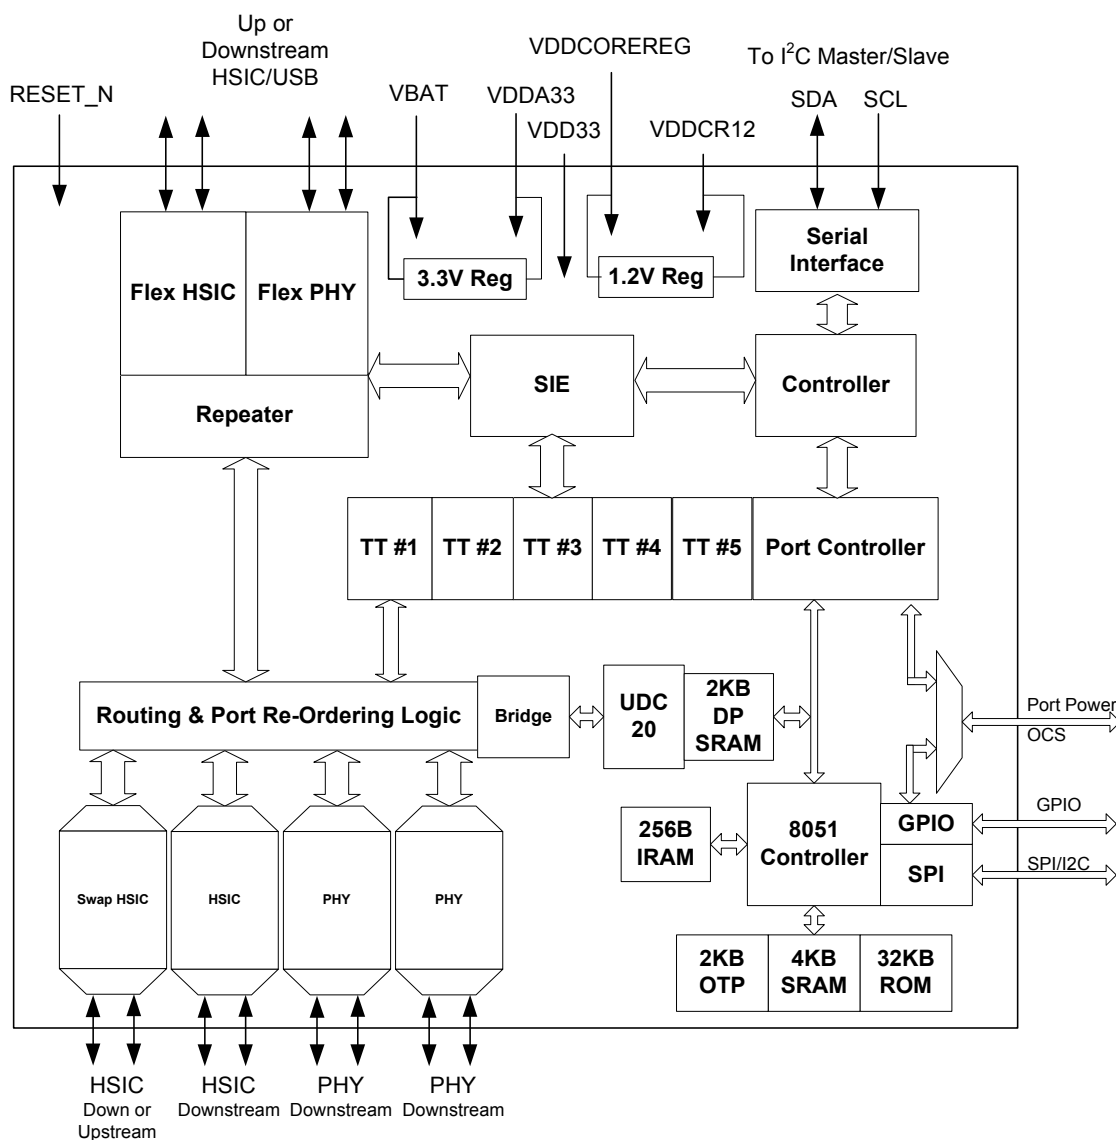 Up or
Downstream
HSIC/USB
RESET_N
VBAT
VDDA33
VDD33
VDDCOREREG
VDDCR12
To I²C Master/Slave
SDA
SCL
Flex HSIC
Flex PHY
Repeater
3.3V Reg
1.2V Reg
Serial
Interface
SIE
Controller
TT #1
TT #2
TT #3
TT #4
TT #5
Port Controller
Routing & Port Re-Ordering Logic
Bridge
UDC
20
2KB
DP
SRAM
Port Power
OCS
256B
IRAM
8051
Controller
GPIO
SPI
GPIO
SPI/I2C
2KB
OTP
4KB
SRAM
32KB
ROM
Swap HSIC
HSIC
PHY
PHY
HSIC
Down or
Upstream
HSIC
Downstream
PHY
Downstream
PHY
Downstream